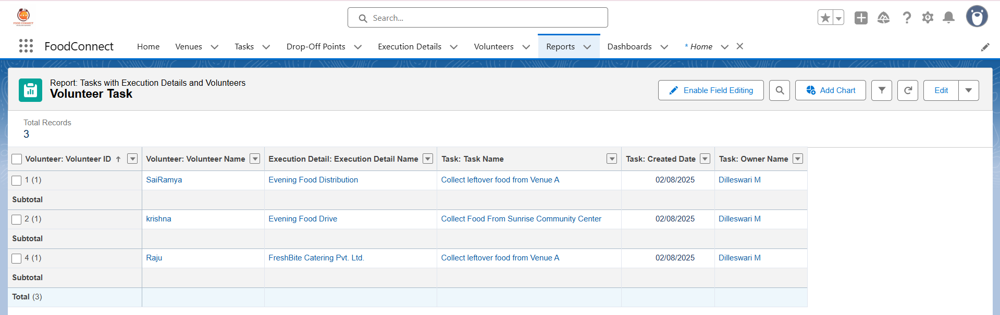 FOOD CONNECT
Search...
FoodConnect
Home
Venues
Tasks
Drop-Off Points
Execution Details
Volunteers
Reports
Dashboards
* Home
Report: Tasks with Execution Details and Volunteers
Volunteer Task
Enable Field Editing
Add Chart
Edit
Total Records
3
Volunteer: Volunteer ID ↑ Volunteer: Volunteer Name Execution Detail: Execution Detail Name Task: Task Name Task: Created Date Task: Owner Name
1 (1) SaiRamya Evening Food Distribution Collect leftover food from Venue A 02/08/2025 Dilleswari M
Subtotal
2 (1) krishna Evening Food Drive Collect Food From Sunrise Community Center 02/08/2025 Dilleswari M
Subtotal
4 (1) Raju FreshBite Catering Pvt. Ltd. Collect leftover food from Venue A 02/08/2025 Dilleswari M
Subtotal
Total (3)